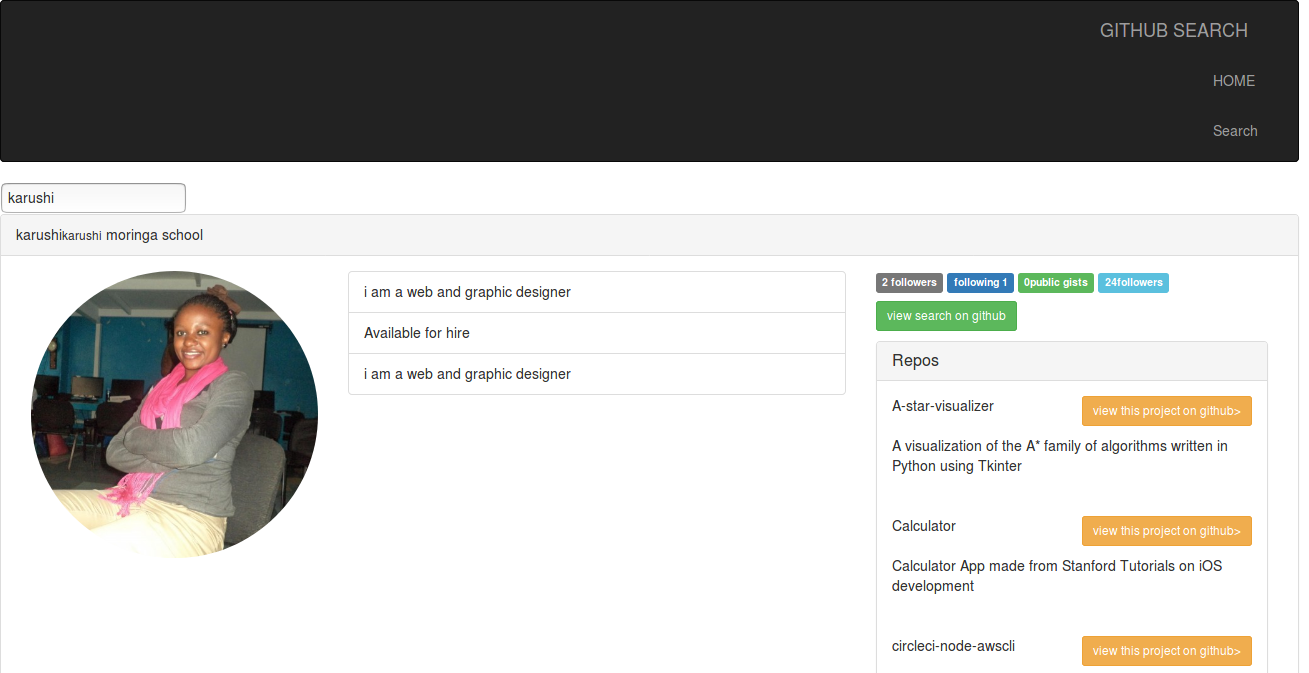 GITHUB SEARCH
HOME
Search
karushi
karushikarushi moringa school
i am a web and graphic designer
Available for hire
i am a web and graphic designer
2 followers following 1 0public gists 24followers
view search on github
Repos
A-star-visualizer view this project on github>
A visualization of the A* family of algorithms written in
Python using Tkinter
Calculator view this project on github>
Calculator App made from Stanford Tutorials on iOS
development
circleci-node-awscli view this project on github>